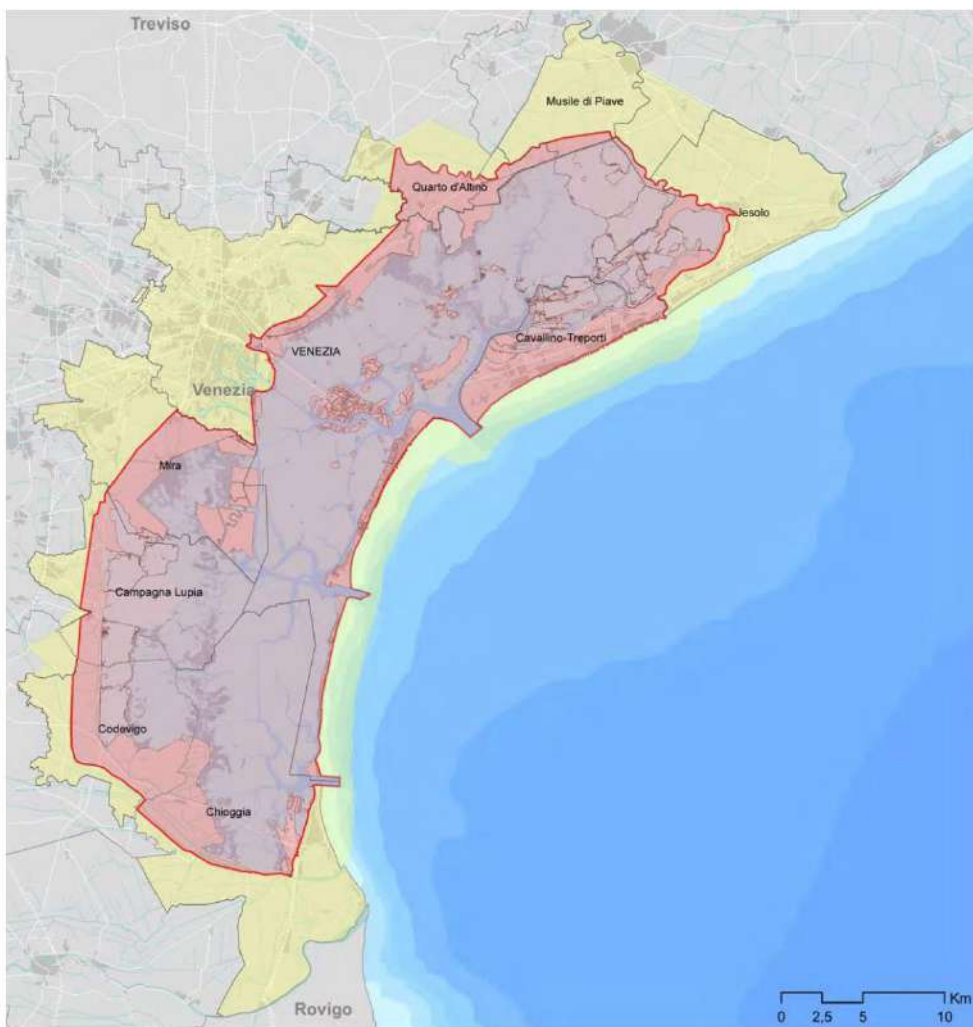 Treviso
Musile di Piave
Quarto d'Altino
Jesolo
Cavallino-Treporti
VENEZIA
Venezia
Mira
Campagna Lupia
Codevigo
Chioggia
Rovigo
Km
0 2,5 5 10